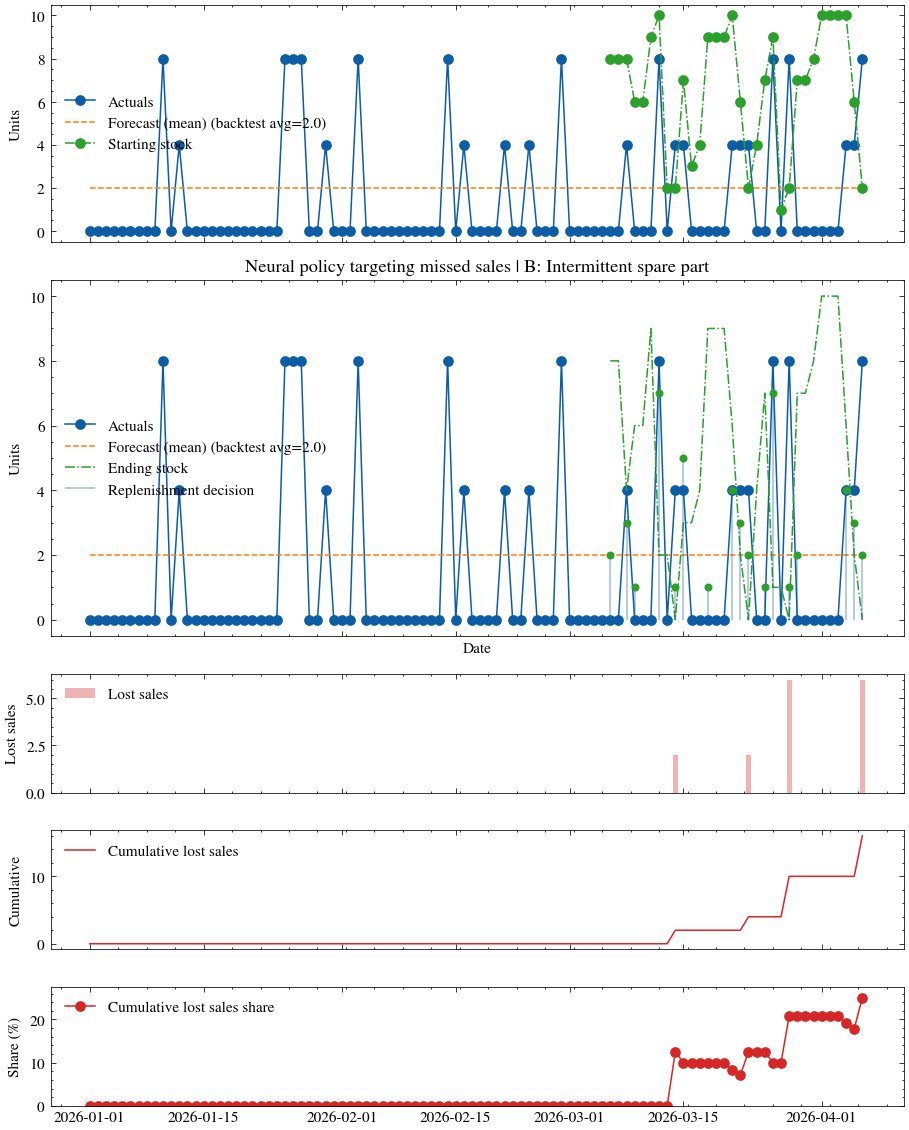 10
8
6
4
2
0
Units
Actuals
Forecast (mean) (backtest avg=2.0)
Starting stock
Neural policy targeting missed sales | B: Intermittent spare part
10
8
6
4
2
0
Units
Actuals
Forecast (mean) (backtest avg=2.0)
Ending stock
Replenishment decision
Date
5.0
2.5
0.0
Lost sales
Lost sales
10
0
Cumulative
Cumulative lost sales
20
10
0
Share (%)
Cumulative lost sales share
2026-01-01 2026-01-15 2026-02-01 2026-02-15 2026-03-01 2026-03-15 2026-04-01